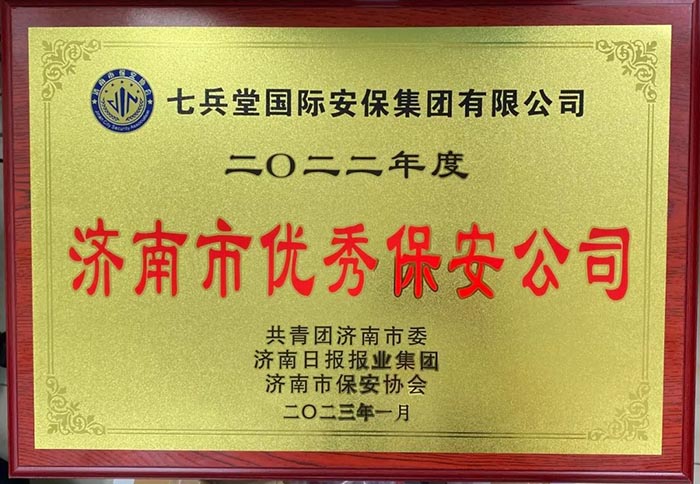 七兵堂国际安保集团有限公司
二〇二二年度
济南市优秀保安公司
共青团济南市委
济南日报报业集团
济南市保安协会
二〇二三年一月